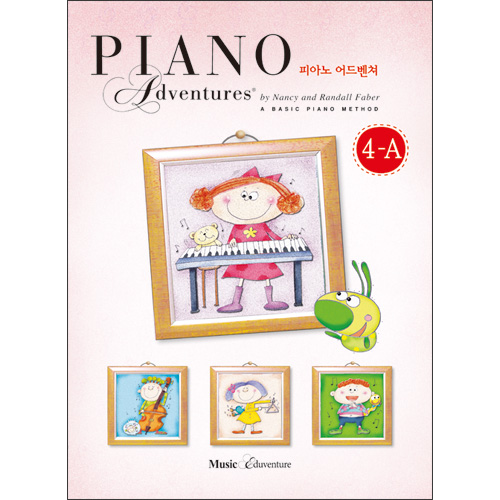 PIANO
피아노 어드벤쳐
Adventures®
by Nancy and Randall Faber
A BASIC PIANO METHOD
4-A
Music Eduventure